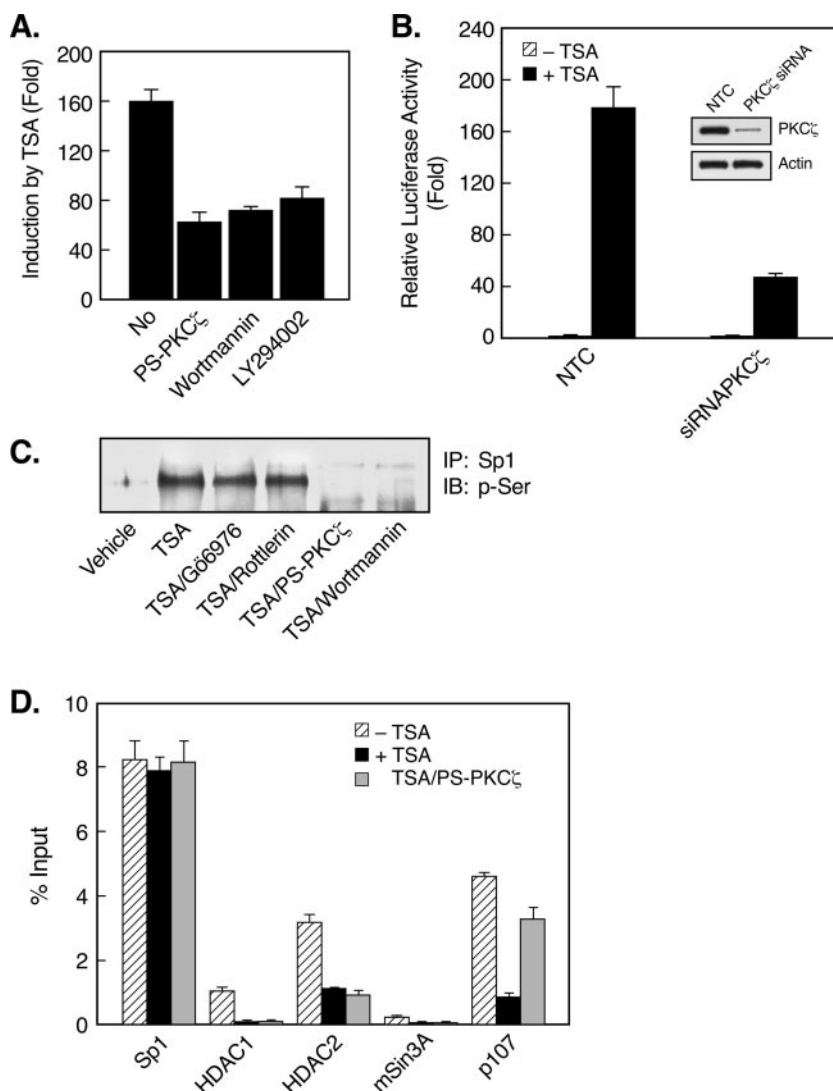 A.
Induction by TSA (Fold)
200
160
120
80
40
0
No
PS-PKCζ
Wortmannin
LY294002
B.
– TSA
+ TSA
Relative Luciferase Activity
(Fold)
240
200
160
120
80
40
0
NTC
siRNAPKCζ
NTC
PKCζ siRNA
PKCζ
Actin
C.
IP: Sp1
IB: p-Ser
Vehicle
TSA
TSA/Gö6976
TSA/Rottlerin
TSA/PS-PKCζ
TSA/Wortmannin
D.
– TSA
+ TSA
TSA/PS-PKCζ
% Input
10
8
6
4
2
0
Sp1
HDAC1
HDAC2
mSin3A
p107